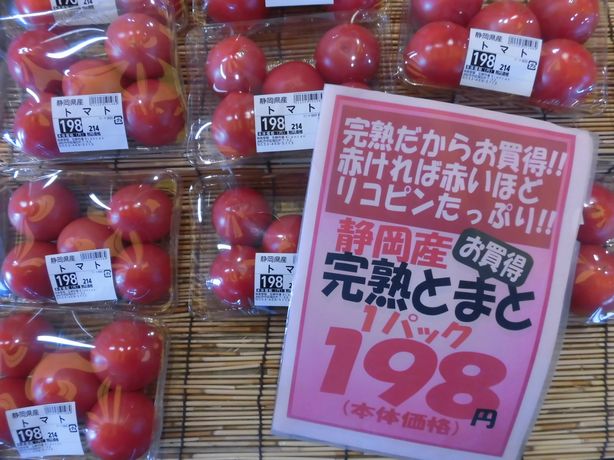 静岡県産
トマト
198
214
静岡県産
トマト
198
214
静岡県産
トマト
198
214
静岡県産
トマト
198
214
静岡県産
トマト
198
214
静岡県産
トマト
198
214
完熟だからお買得!!
赤ければ赤いほど
リコピンたっぷり!!
静岡産
お買得
完熟とまと
1パック
198円
(本体価格)